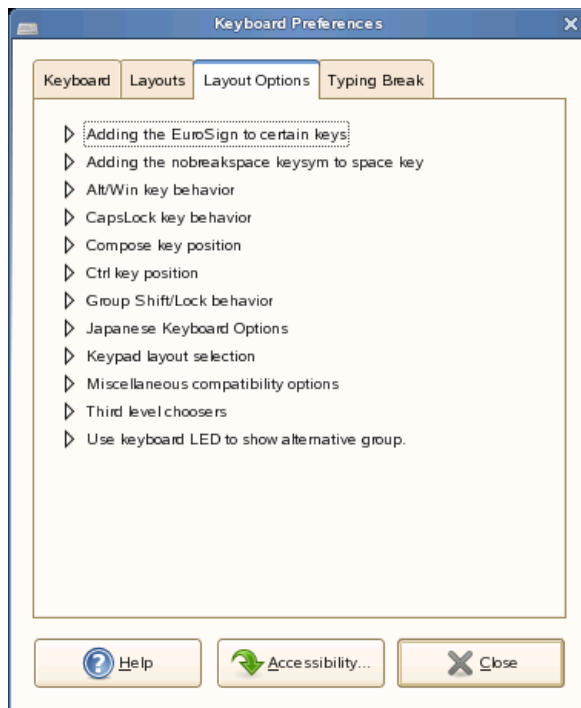 Keyboard Preferences
Keyboard Layouts Layout Options Typing Break
Adding the EuroSign to certain keys
Adding the nobreakspace keysym to space key
Alt/Win key behavior
CapsLock key behavior
Compose key position
Ctrl key position
Group Shift/Lock behavior
Japanese Keyboard Options
Keypad layout selection
Miscellaneous compatibility options
Third level choosers
Use keyboard LED to show alternative group.
Help Accessibility... Close